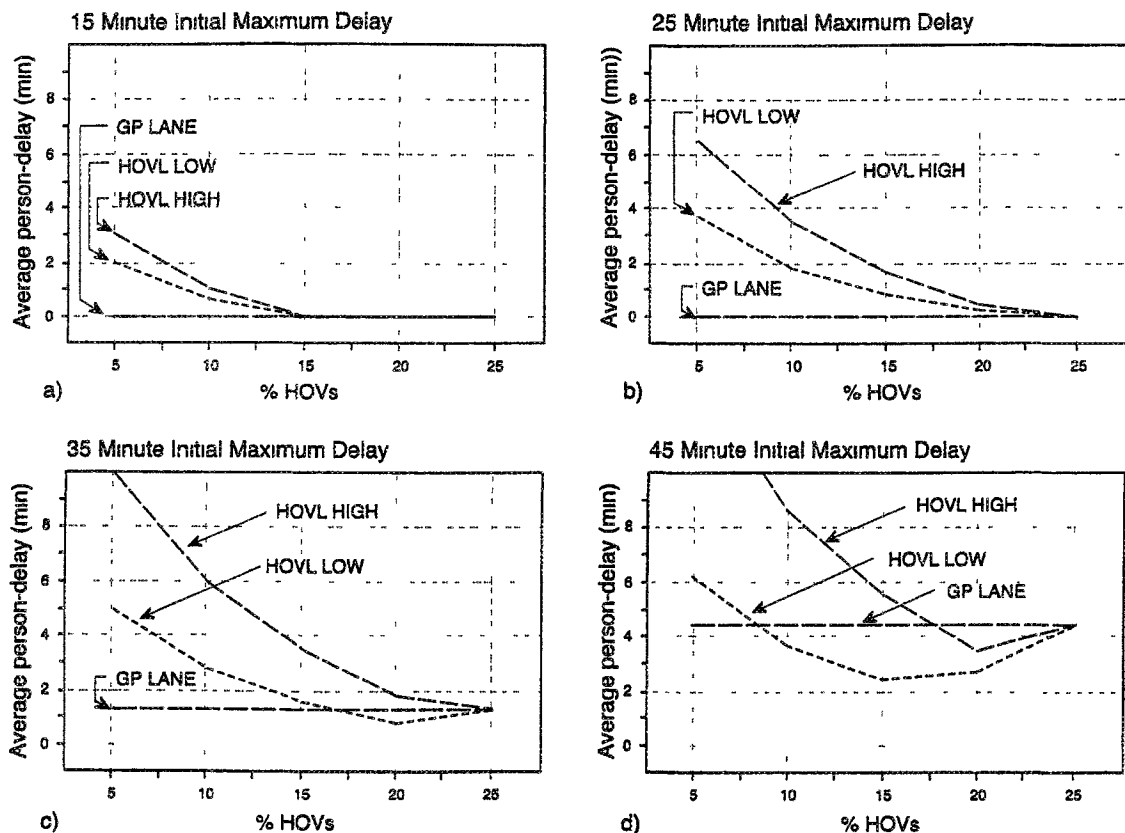 15 Minute Initial Maximum Delay
Average person-delay (min)
8
6
4
2
0
GP LANE
HOVL LOW
HOVL HIGH
5 10 15 20 25
% HOVs
a)
25 Minute Initial Maximum Delay
Average person-delay (min))
8
6
4
2
0
HOVL LOW
HOVL HIGH
GP LANE
5 10 15 20 25
% HOVs
b)
35 Minute Initial Maximum Delay
Average person-delay (min)
8
6
4
2
0
HOVL HIGH
HOVL LOW
GP LANE
5 10 15 20 25
% HOVs
c)
45 Minute Initial Maximum Delay
Average person-delay (min)
8
6
4
2
0
HOVL HIGH
HOVL LOW
GP LANE
5 10 15 20 25
% HOVs
d)